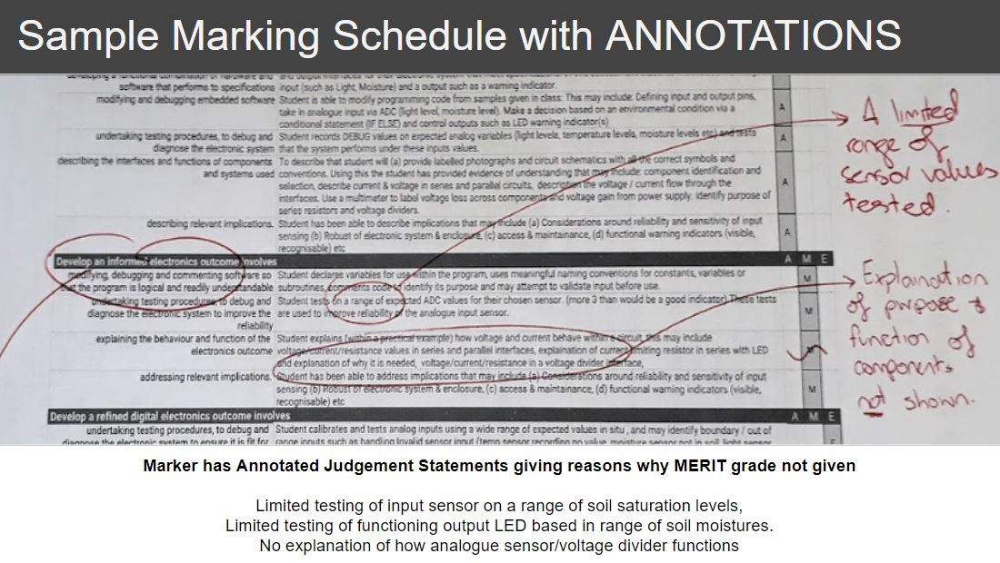 Sample Marking Schedule with ANNOTATIONS
software that performs to specifications input (such as Light, Moisture) and a output such as a warning indicator.
modifying and debugging embedded software Student is able to modify programming code from samples given in class: This may include: Defining input and output pins,
take in analogue input via ADC (light level, moisture level). Make a decision based on an environmental condition via a
conditional statement (IF ELSE) and control outputs such as LED warning indicator(s)
A
undertaking testing procedures, to debug and Student records DEBUG values on expected analog variables (light levels, temperature levels, moisture levels etc) and tests
diagnose the electronic system that the system performs under these inputs values.
A
describing the interfaces and functions of components To describe that student will (a) provide labelled photographs and circuit schematics with all the correct symbols and
and systems used conventions. Using this the student has provided evidence of understanding that may include: component identification and
selection, describe current & voltage in series and parallel circuits, description the voltage / current flow through the
interfaces. Use a multimeter to label voltage loss across components and voltage gain from power supply. Identify purpose of
series resistors and voltage dividers.
A
describing relevant implications. Student has been able to describe implications that may include (a) Considerations around reliability and sensitivity of input
sensing (b) Robust of electronic system & enclosure, (c) access & maintainance, (d) functional warning indicators (visible,
recognisable) etc
A
Develop an informed electronics outcome involves A M E
modifying, debugging and commenting software so Student declares variables for use within the program, uses meaningful naming conventions for constants, variables or
that the program is logical and readily understandable subroutines, comments code to identify its purpose and may attempt to validate input before use.
M
undertaking testing procedures, to debug and Student tests on a range of expected ADC values for their chosen sensor. (more 3 than would be a good indicator) These tests
diagnose the electronic system to improve the are used to improve reliability of the analogue input sensor.
reliability
M
explaining the behaviour and function of the Student explains (within a practical example) how voltage and current behave within a circuit, this may include
electronics outcome voltage/current/resistance values in series and parallel interfaces, explaination of current limiting resistor in series with LED
and explanation of why it is needed, voltage/current/resistance in a voltage divider interface,
addressing relevant implications. Student has been able to address implications that may include (a) Considerations around reliability and sensitivity of input
sensing (b) Robust of electronic system & enclosure, (c) access & maintainance, (d) functional warning indicators (visible,
recognisable) etc
M
Develop a refined digital electronics outcome involves A M E
undertaking testing procedures, to debug and Student calibrates and tests analog inputs using a wide range of expected values in situ, and may identify boundary / out of
diagnose the electronic system to ensure it is fit for range inputs such as handling Invalid sensor input
A limited
range of
sensor values
tested.
Explanation
of purpose &
function of
components
not shown.
Marker has Annotated Judgement Statements giving reasons why MERIT grade not given
Limited testing of input sensor on a range of soil saturation levels,
Limited testing of functioning output LED based in range of soil moistures.
No explanation of how analogue sensor/voltage divider functions